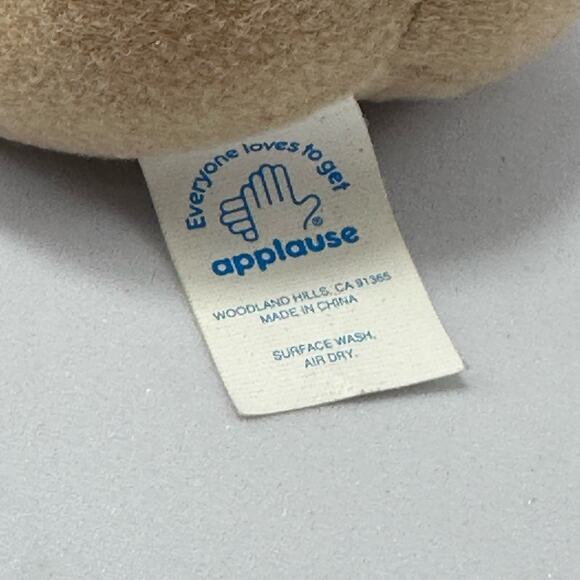 Everyone loves to get
®
applause
WOODLAND HILLS, CA 91365
MADE IN CHINA
SURFACE WASH.
AIR DRY.